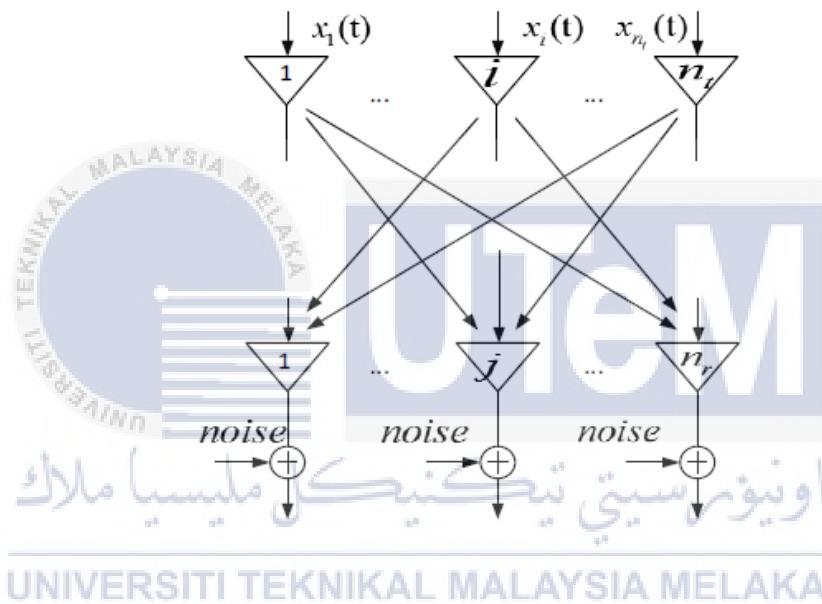 x₁(t) xᵢ(t) xₙₜ(t)
1 ... i ... nₜ
UNIVERSITI TEKNIKAL MALAYSIA MELAKA
UTeM
1 ... j ... nᵣ
noise noise noise
اونيۏرسيتي تيكنيكل مليسيا ملاك
UNIVERSITI TEKNIKAL MALAYSIA MELAKA